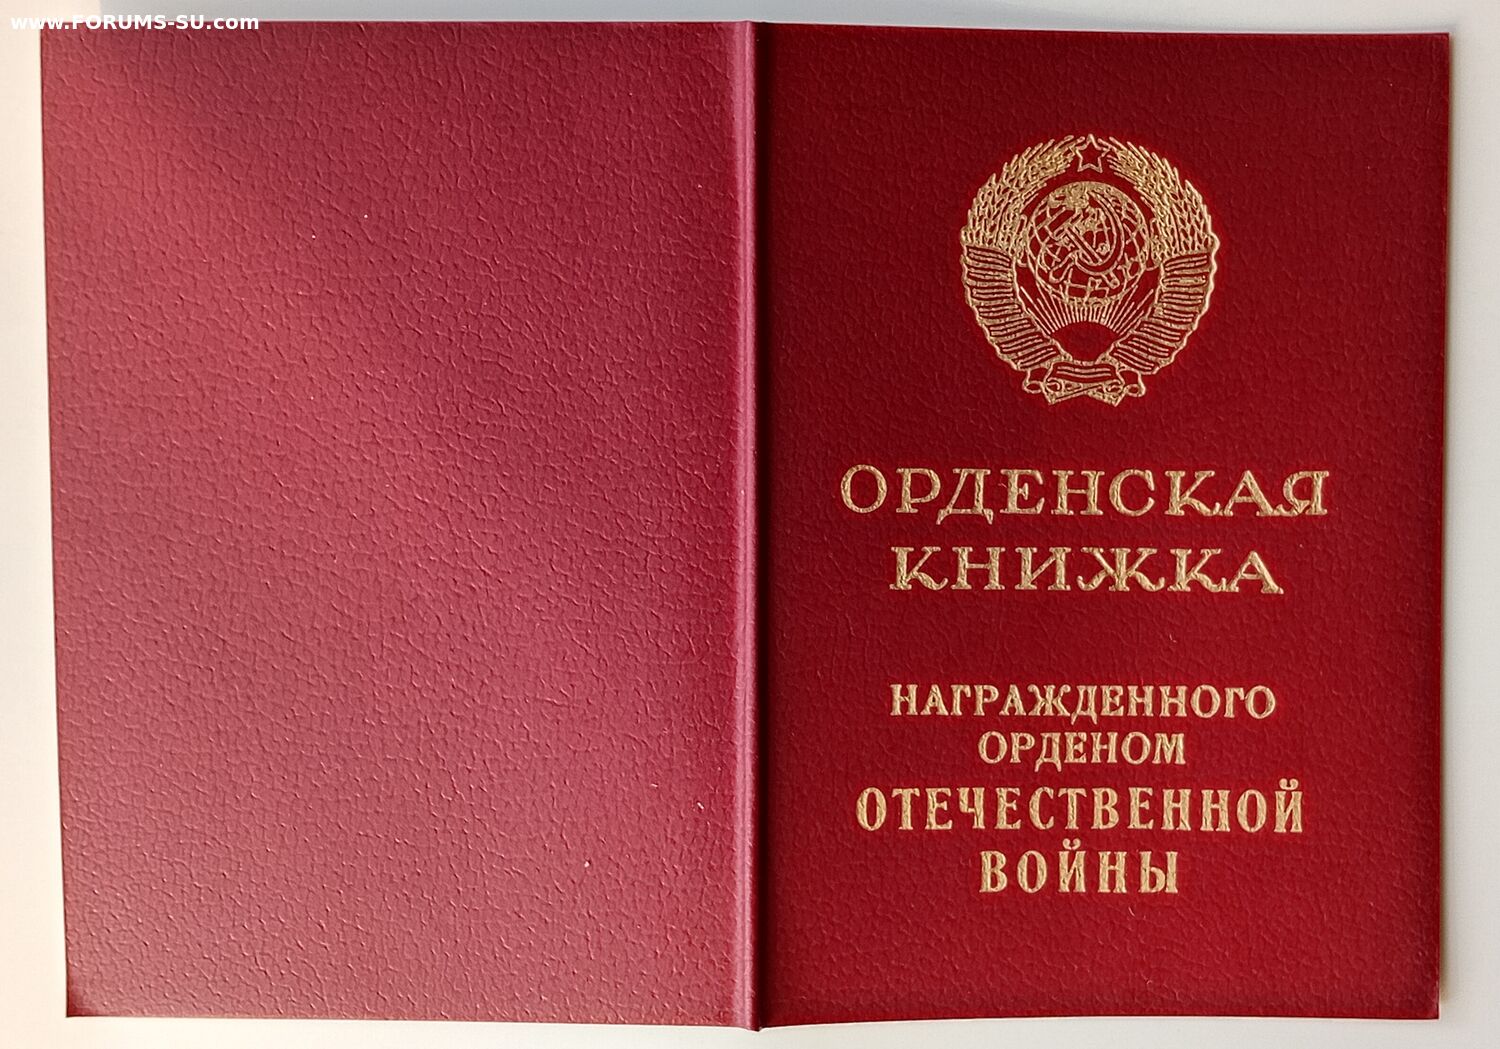 www.FORUMS-SU.com
ОРДЕНСКАЯ
КНИЖКА
НАГРАЖДЕННОГО
ОРДЕНОМ
ОТЕЧЕСТВЕННОЙ
ВОЙНЫ